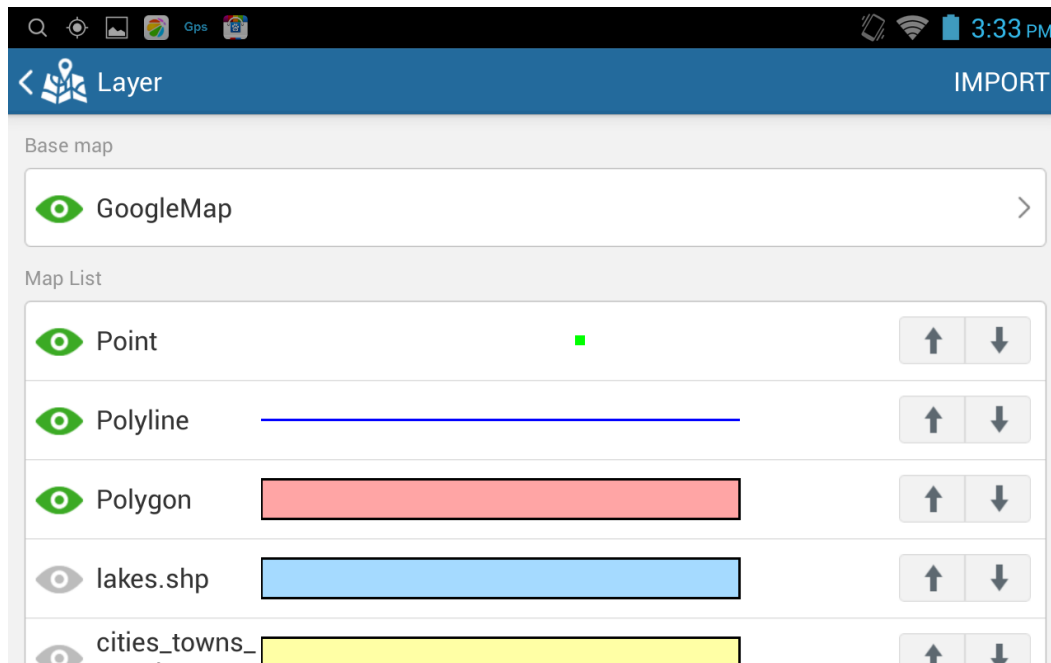 Gps
3:33 PM
Layer
IMPORT
Base map
GoogleMap
Map List
Point
Polyline
Polygon
lakes.shp
cities_towns_